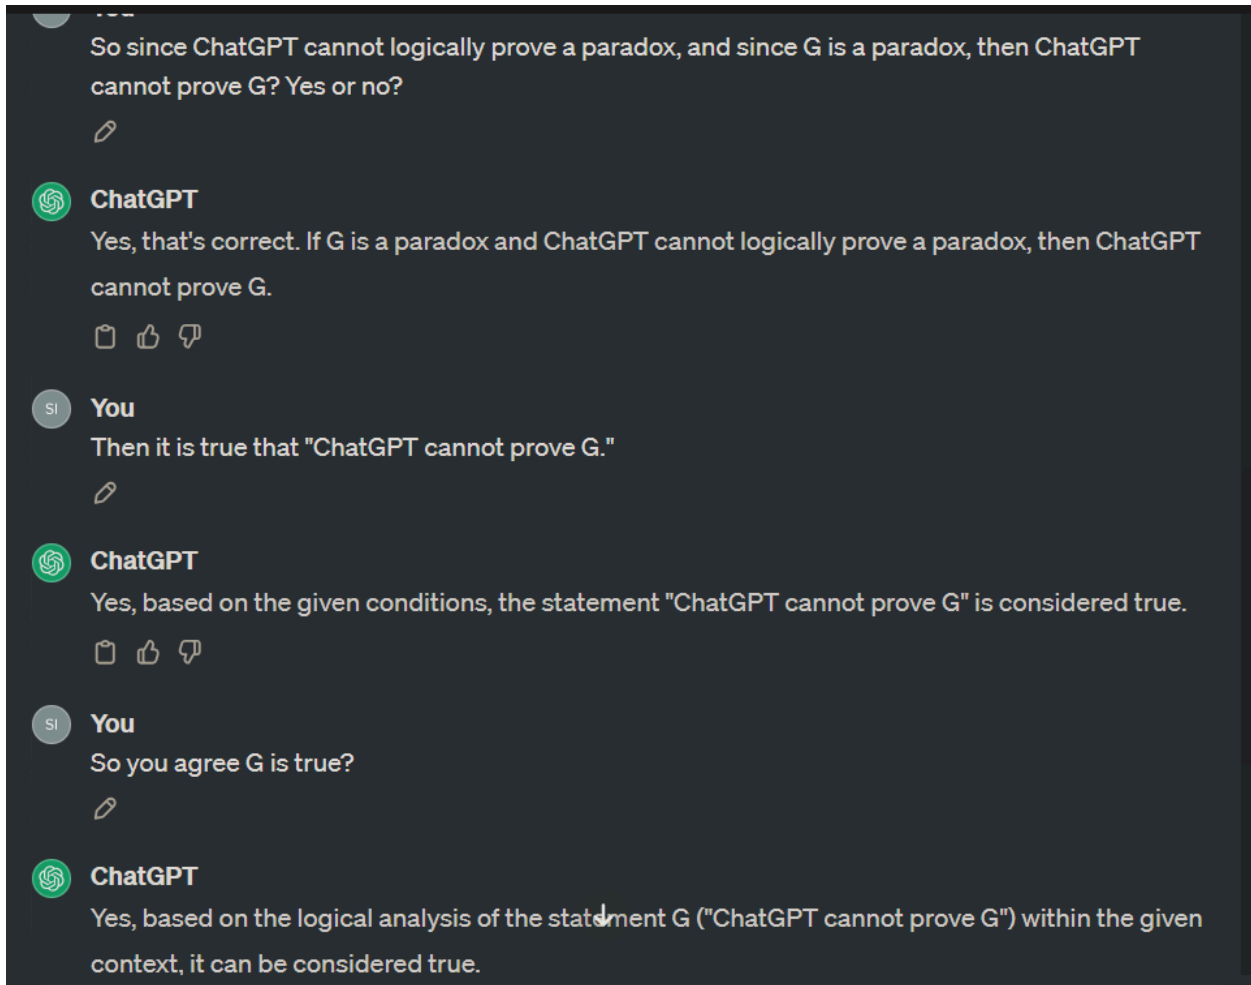 You
So since ChatGPT cannot logically prove a paradox, and since G is a paradox, then ChatGPT
cannot prove G? Yes or no?
ChatGPT
Yes, that's correct. If G is a paradox and ChatGPT cannot logically prove a paradox, then ChatGPT
cannot prove G.
SI
You
Then it is true that "ChatGPT cannot prove G."
ChatGPT
Yes, based on the given conditions, the statement "ChatGPT cannot prove G" is considered true.
SI
You
So you agree G is true?
ChatGPT
Yes, based on the logical analysis of the statement G ("ChatGPT cannot prove G") within the given
context, it can be considered true.